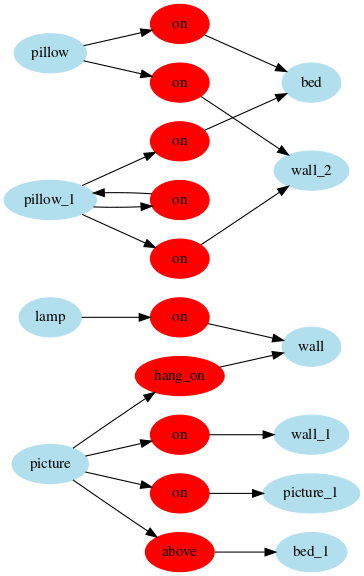 on
pillow
on
bed
on
wall_2
pillow_1
on
on
lamp
on
wall
hang_on
on
wall_1
picture
on
picture_1
above
bed_1